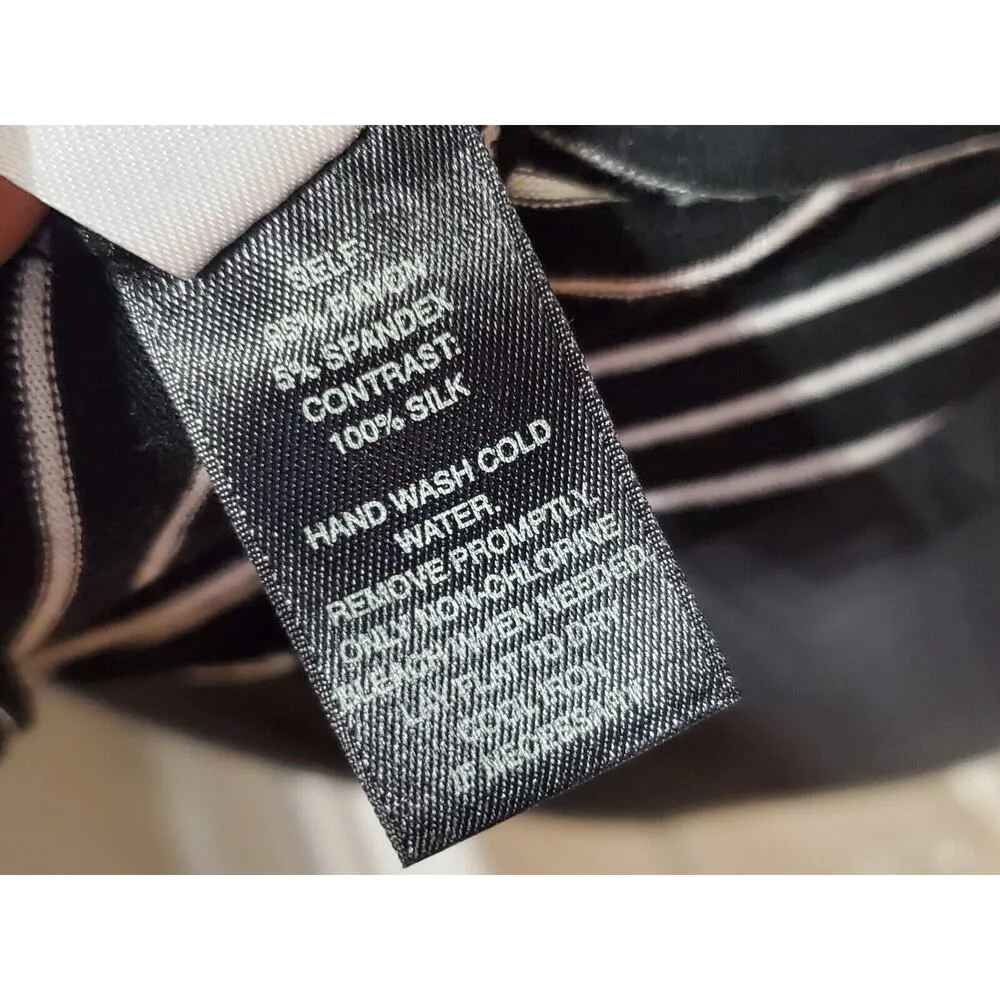 SELF
95% RAYON
5% SPANDEX
CONTRAST:
100% SILK
HAND WASH COLD
WATER.
REMOVE PROMPTLY.
ONLY NON-CHLORINE
BLEACH WHEN NEEDED.
LAY FLAT TO DRY
COOL IRON
IF NECESSARY